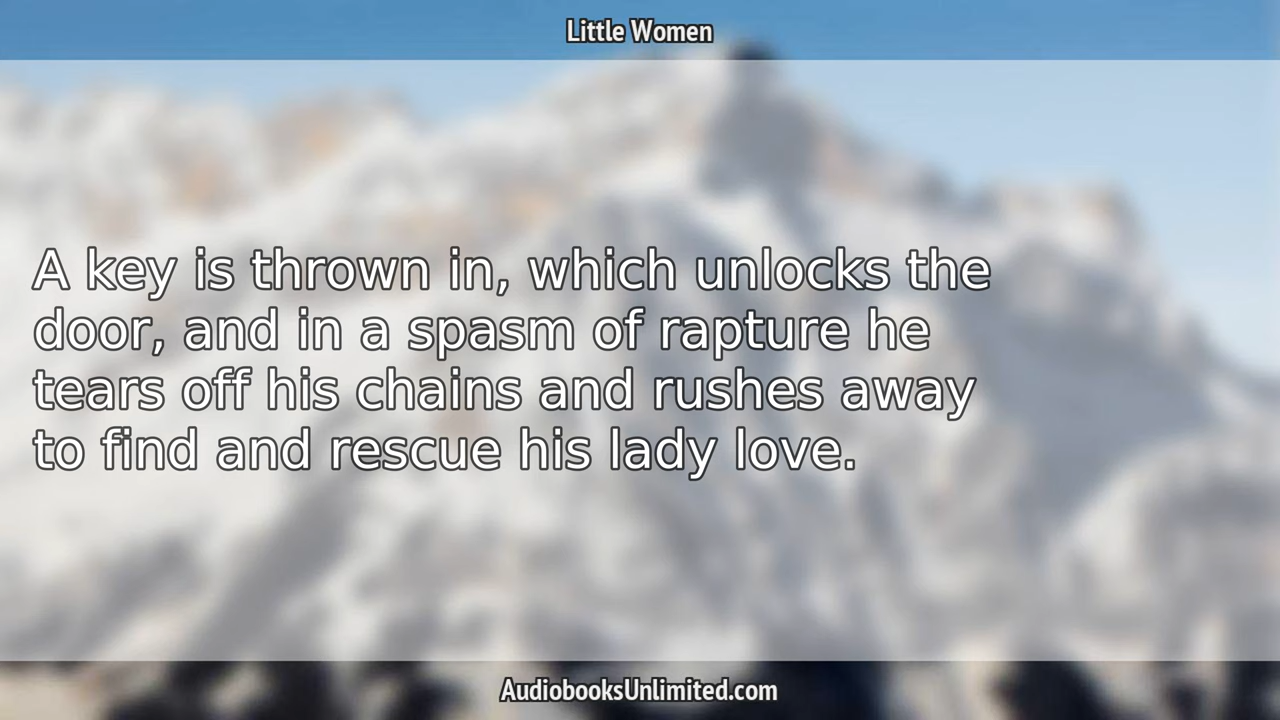 Little Women
A key is thrown in, which unlocks the
door, and in a spasm of rapture he
tears off his chains and rushes away
to find and rescue his lady love.
AudiobooksUnlimited.com